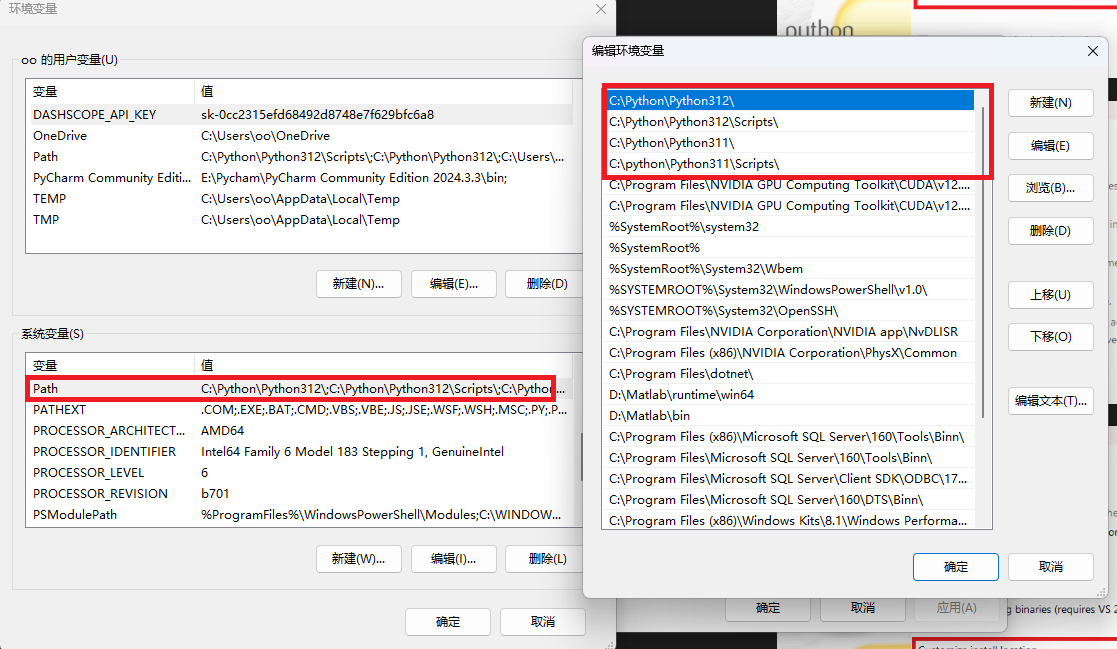 环境变量
oo 的用户变量(U)
变量 值
DASHSCOPE_API_KEY sk-0cc2315efd68492d8748e7f629bfc6a8
OneDrive C:\Users\oo\OneDrive
Path C:\Python\Python312\Scripts\;C:\Python\Python312\;C:\Users\...
PyCharm Community Editi... E:\Pycham\PyCharm Community Edition 2024.3.3\bin;
TEMP C:\Users\oo\AppData\Local\Temp
TMP C:\Users\oo\AppData\Local\Temp
新建(N)... 编辑(E)... 删除(D)
系统变量(S)
变量 值
Path C:\Python\Python312\;C:\Python\Python312\Scripts\;C:\Pytho...
PATHEXT .COM;.EXE;.BAT;.CMD;.VBS;.VBE;.JS;.JSE;.WSF;.WSH;.MSC;.PY;.P...
PROCESSOR_ARCHITECT... AMD64
PROCESSOR_IDENTIFIER Intel64 Family 6 Model 183 Stepping 1, GenuineIntel
PROCESSOR_LEVEL 6
PROCESSOR_REVISION b701
PSModulePath %ProgramFiles%\WindowsPowerShell\Modules;C:\WINDOW...
新建(W)... 编辑(I)... 删除(L)
确定 取消
python
编辑环境变量
C:\Python\Python312\
C:\Python\Python312\Scripts\
C:\Python\Python311\
C:\python\Python311\Scripts\
C:\Program Files\NVIDIA GPU Computing Toolkit\CUDA\v12....
C:\Program Files\NVIDIA GPU Computing Toolkit\CUDA\v12....
%SystemRoot%\system32
%SystemRoot%
%SystemRoot%\System32\Wbem
%SYSTEMROOT%\System32\WindowsPowerShell\v1.0\
%SYSTEMROOT%\System32\OpenSSH\
C:\Program Files\NVIDIA Corporation\NVIDIA app\NvDLISR
C:\Program Files (x86)\NVIDIA Corporation\PhysX\Common
C:\Program Files\dotnet\
D:\Matlab\runtime\win64
D:\Matlab\bin
C:\Program Files (x86)\Microsoft SQL Server\160\Tools\Binn\
C:\Program Files\Microsoft SQL Server\160\Tools\Binn\
C:\Program Files\Microsoft SQL Server\Client SDK\ODBC\17...
C:\Program Files\Microsoft SQL Server\160\DTS\Binn\
C:\Program Files (x86)\Windows Kits\8.1\Windows Performa...
新建(N)
编辑(E)
浏览(B)...
删除(D)
上移(U)
下移(O)
编辑文本(T)...
确定 取消
确定 取消 应用(A)
g binaries (requires VS 2